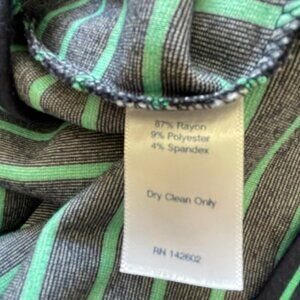 87% Rayon
9% Polyester
4% Spandex
Dry Clean Only
RN 142602